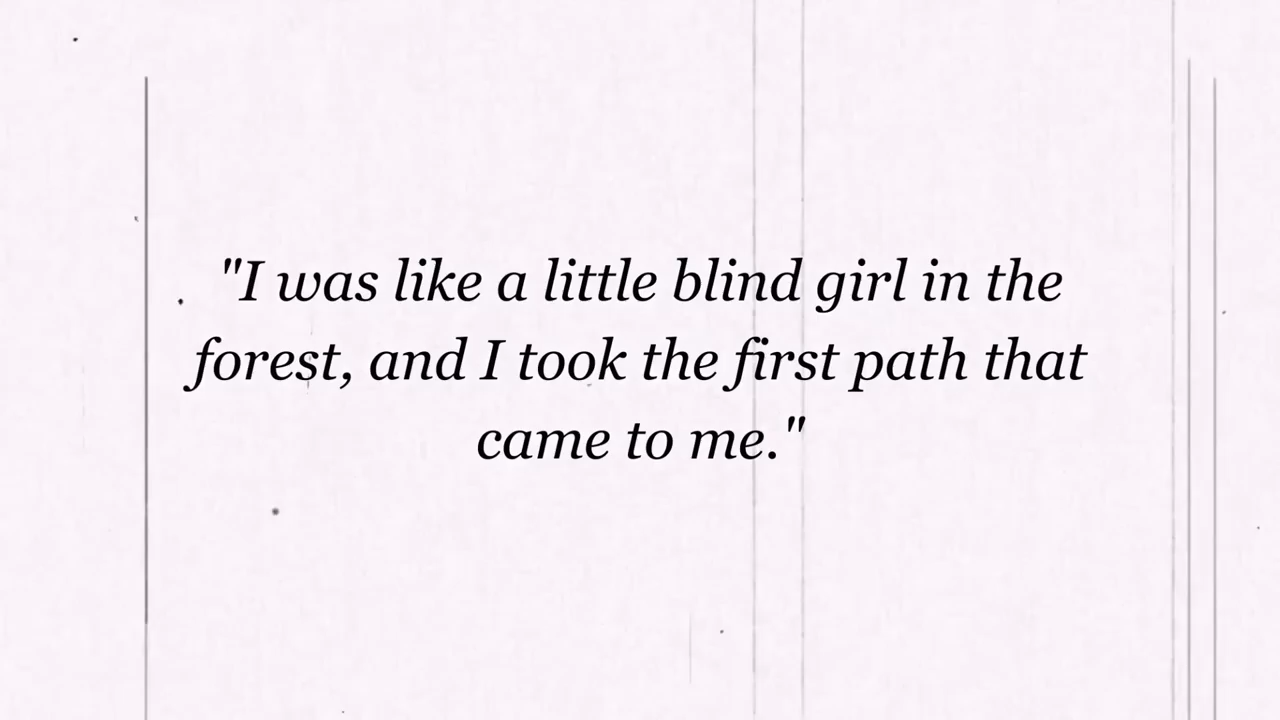 "I was like a little blind girl in the
forest, and I took the first path that
came to me."